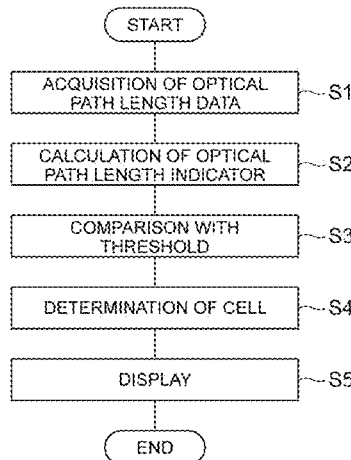 START
ACQUISITION OF OPTICAL
PATH LENGTH DATA
S1
CALCULATION OF OPTICAL
PATH LENGTH INDICATOR
S2
COMPARISON WITH
THRESHOLD
S3
DETERMINATION OF CELL
S4
DISPLAY
S5
END